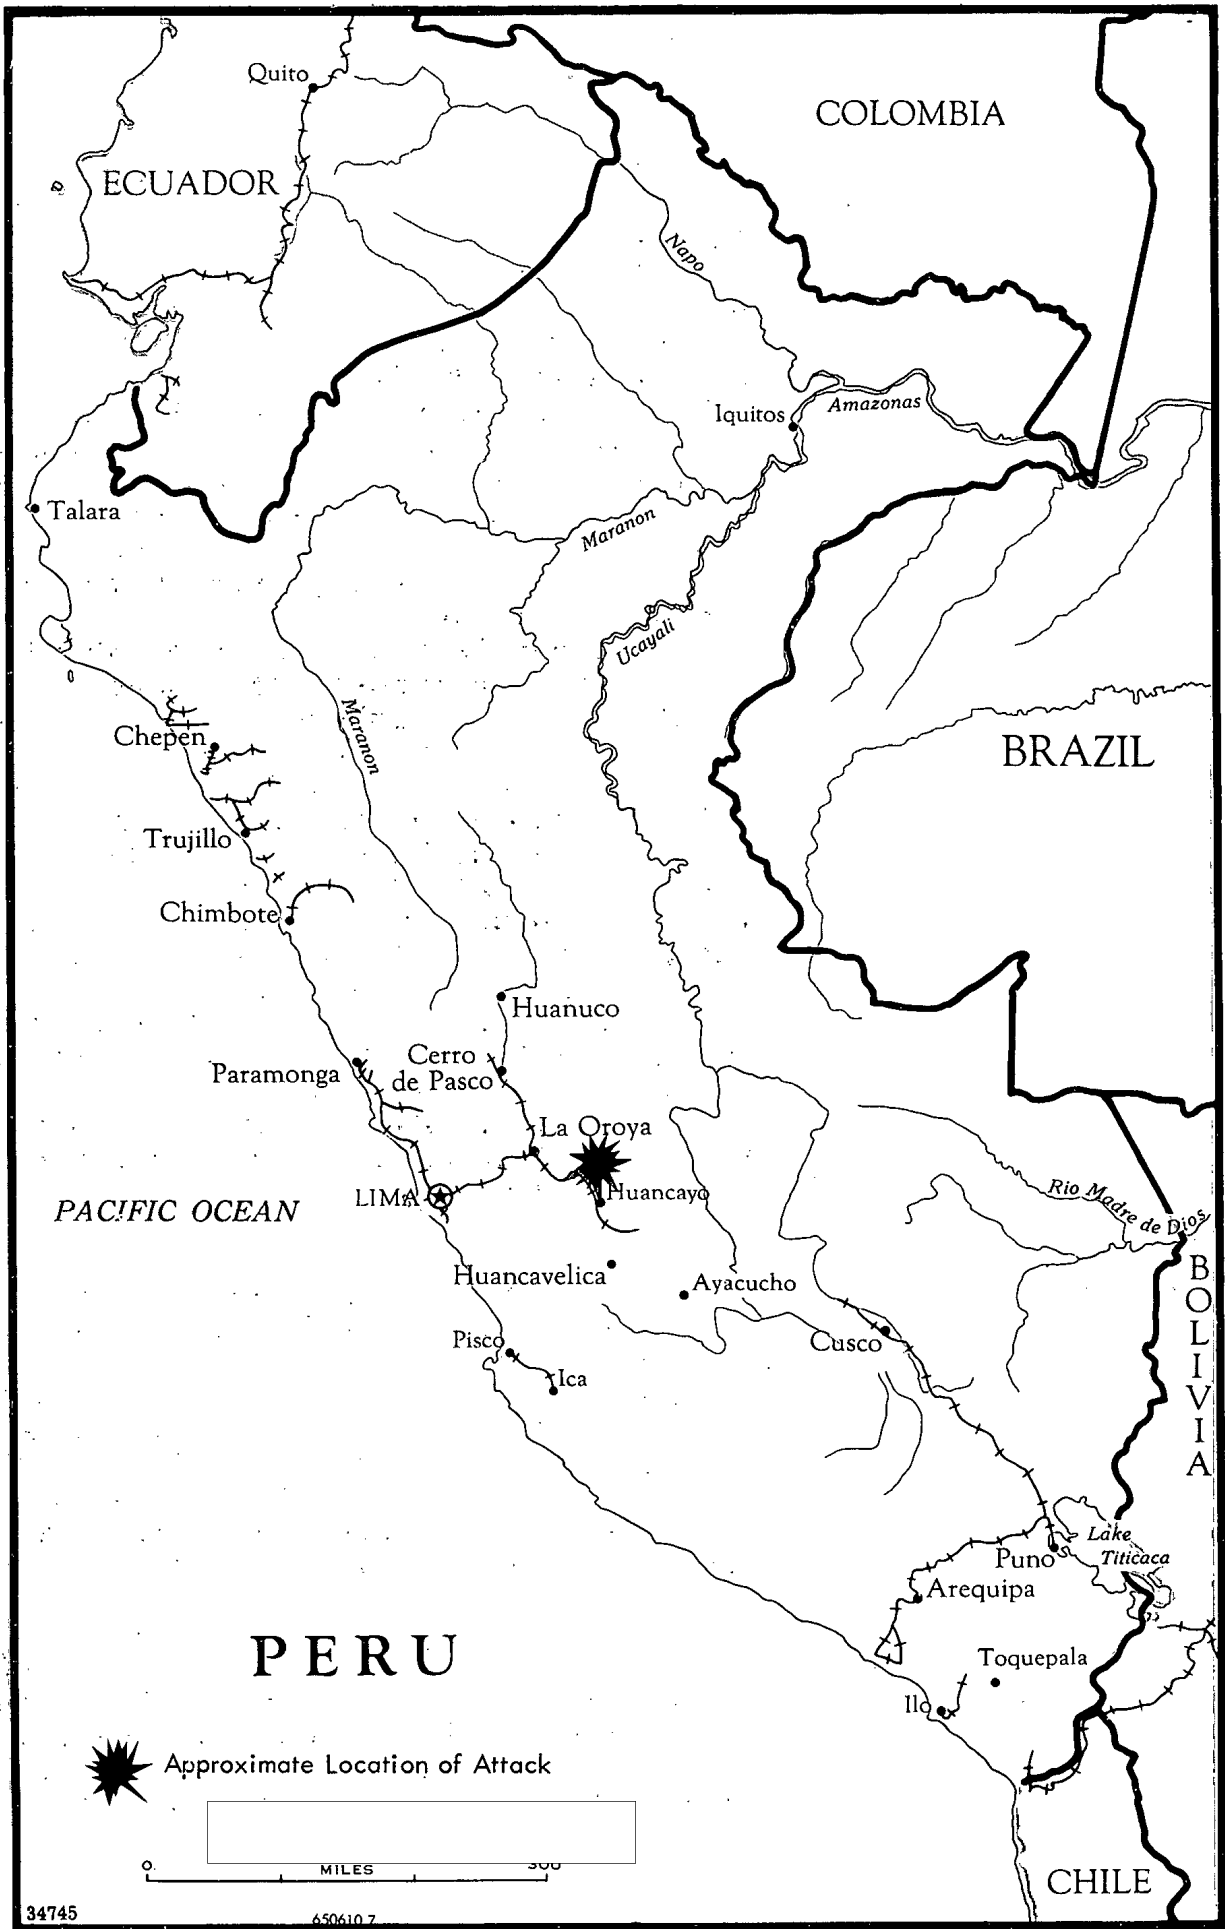 Quito
COLOMBIA
ECUADOR
Napo
Iquitos
Amazonas
Talara
Maranon
Ucayali
Maranon
Chepen
BRAZIL
Trujillo
Chimbote
Huanuco
Cerro
de Pasco
Paramonga
La Oroya
LIMA
Huancayo
Rio Madre de Dios
PACIFIC OCEAN
BOLIVIA
Huancavelica
Ayacucho
Pisco
Cusco
Ica
Lake
Titicaca
Puno
Arequipa
PERU
Toquepala
Ilo
Approximate Location of Attack
0
MILES
300
CHILE
34745
650610 7